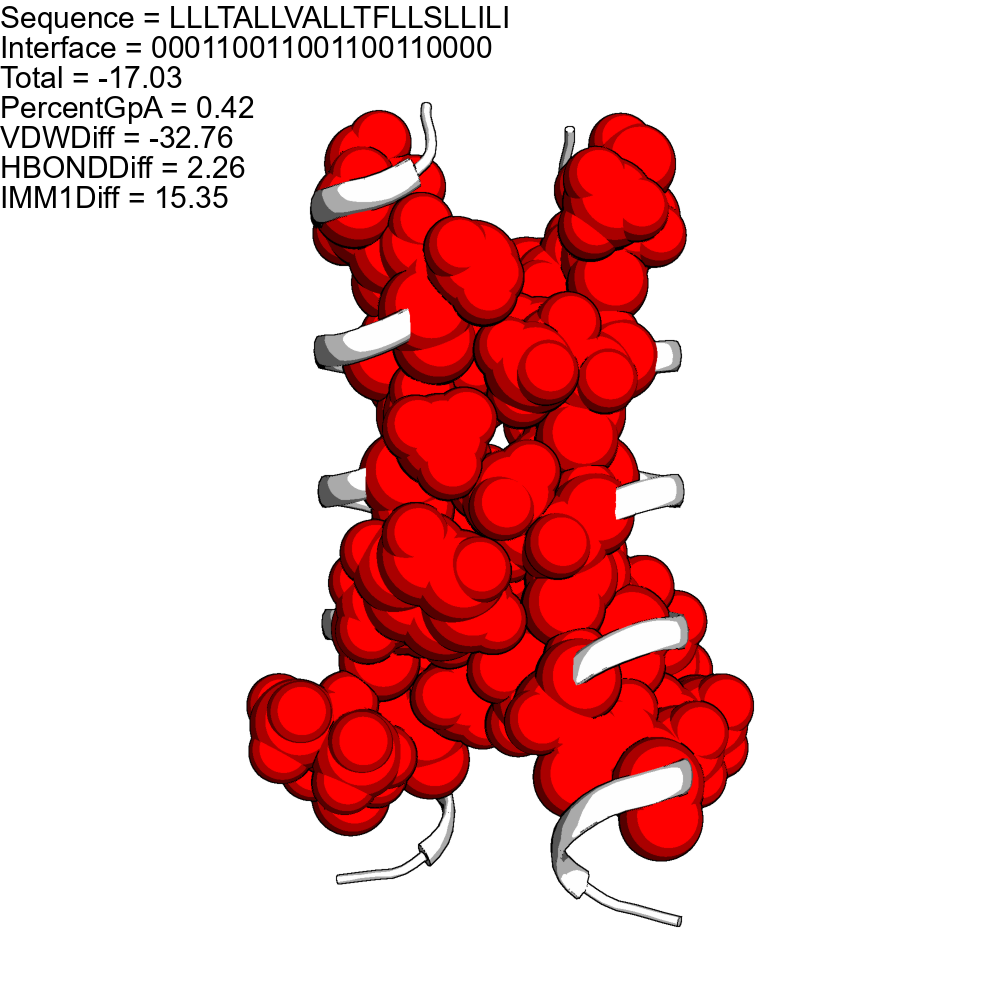 Sequence = LLLTALLVALLTFLLSLLILI
Interface = 000110011001100110000
Total = -17.03
PercentGpA = 0.42
VDWDiff = -32.76
HBONDDiff = 2.26
IMM1Diff = 15.35